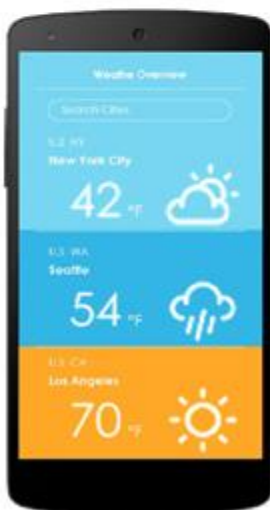 Weather Overview
Search Cities
U.S. NY
New York City
42 °F
U.S. WA
Seattle
54 °F
U.S. CA
Los Angeles
70 °F